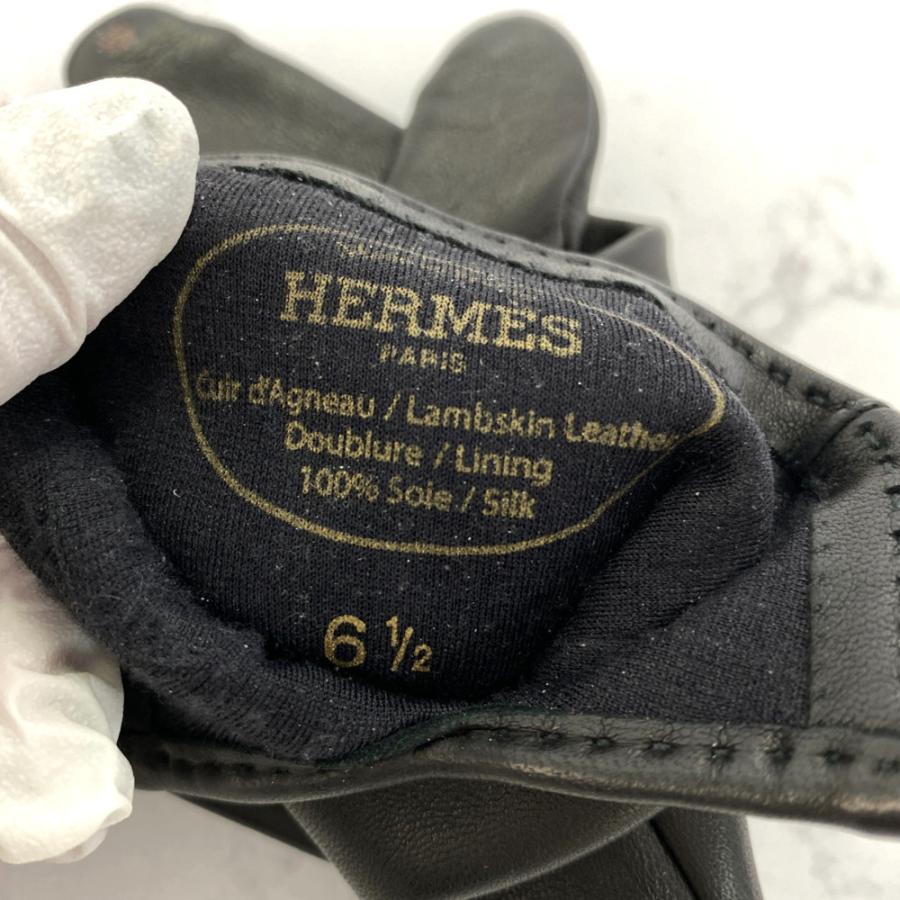 HERMES
PARIS
Cuir d'Agneau / Lambskin Leather
Doublure / Lining
100% Soie / Silk
6 ½